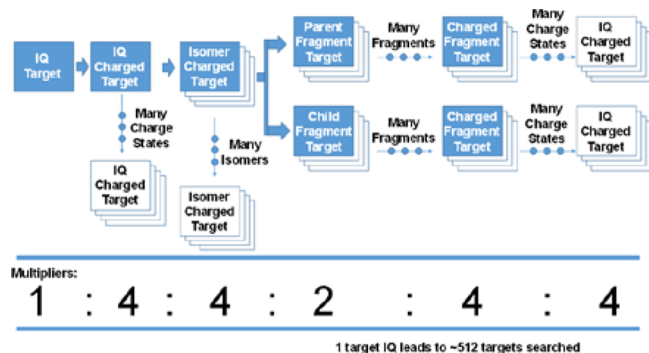 IQ
Target
IQ
Charged
Target
Isomer
Charged
Target
Parent
Fragment
Target
Many
Fragments
Charged
Fragment
Target
Many
Charge
States
IQ
Charged
Target
Many
Charge
States
Many
Isomers
Child
Fragment
Target
Many
Fragments
Charged
Fragment
Target
Many
Charge
States
IQ
Charged
Target
IQ
Charged
Target
Isomer
Charged
Target
Multipliers:
1 : 4 : 4 : 2 : 4 : 4
1 target IQ leads to ~512 targets searched